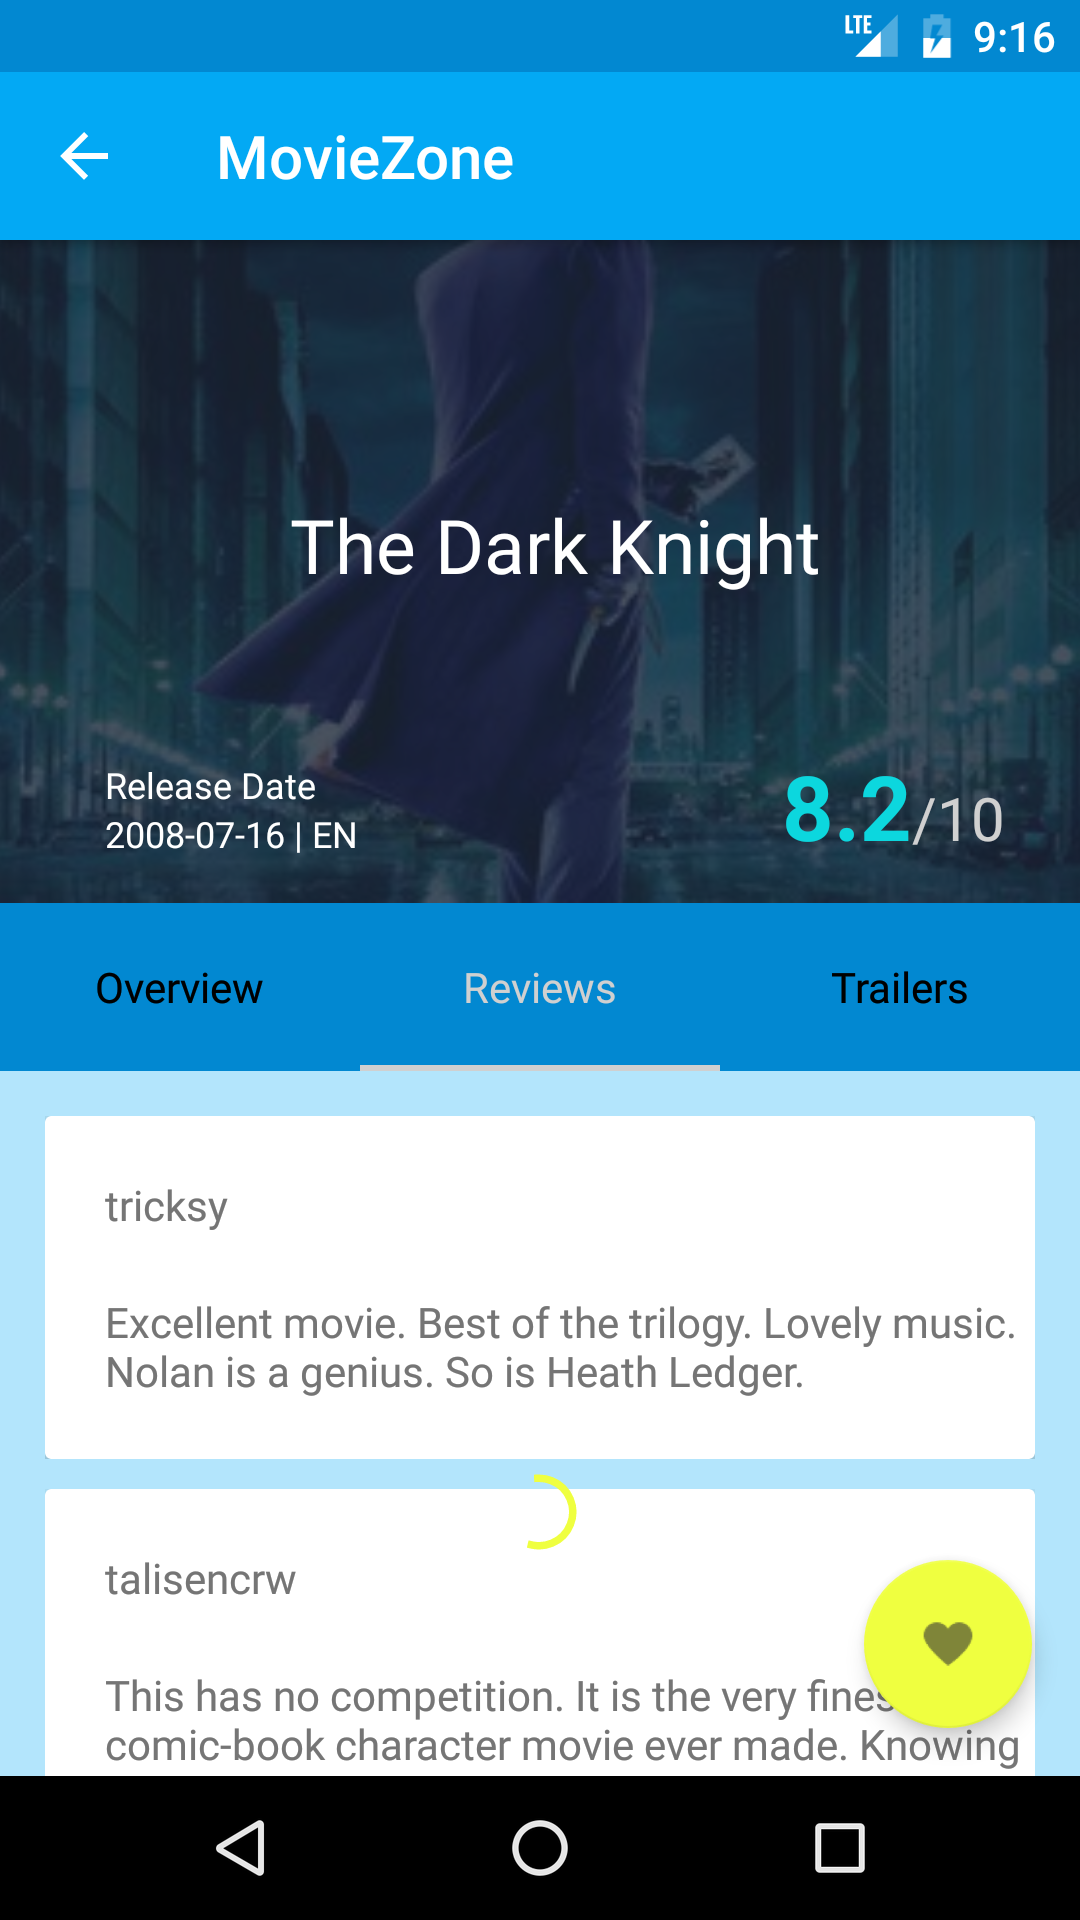 LTE 9:16
MovieZone
The Dark Knight
Release Date
2008-07-16 | EN
8.2/10
Overview Reviews Trailers
tricksy
Excellent movie. Best of the trilogy. Lovely music.
Nolan is a genius. So is Heath Ledger.
talisencrw
This has no competition. It is the very
comic-book character movie ever made. Knowing